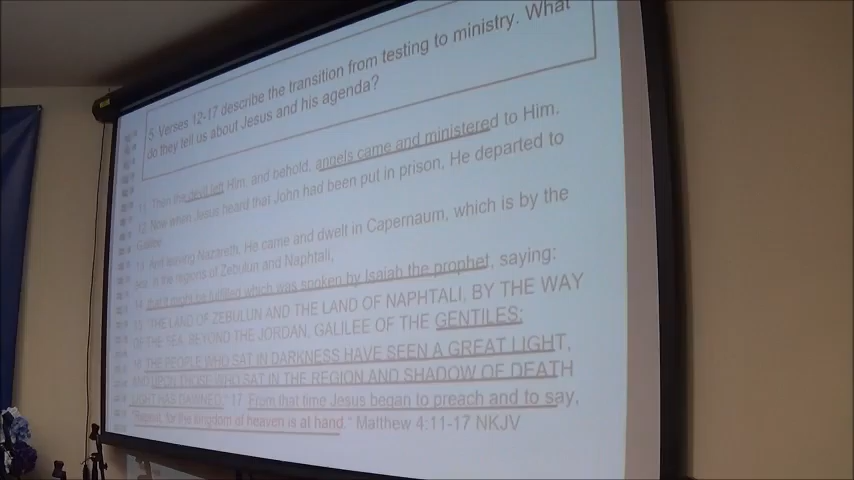 5 Verses 12-17 describe the transition from testing to ministry. What
do they tell us about Jesus and his agenda?
11 Then the devil left Him, and behold, angels came and ministered to Him.
12 Now when Jesus heard that John had been put in prison, He departed to
Galilee.
13 And leaving Nazareth, He came and dwelt in Capernaum, which is by the
sea, in the regions of Zebulun and Naphtali,
14 that it might be fulfilled which was spoken by Isaiah the prophet, saying:
15 "THE LAND OF ZEBULUN AND THE LAND OF NAPHTALI, BY THE WAY
OF THE SEA, BEYOND THE JORDAN, GALILEE OF THE GENTILES:
16 THE PEOPLE WHO SAT IN DARKNESS HAVE SEEN A GREAT LIGHT,
AND UPON THOSE WHO SAT IN THE REGION AND SHADOW OF DEATH
LIGHT HAS DAWNED." 17 From that time Jesus began to preach and to say,
"Repent, for the kingdom of heaven is at hand." Matthew 4:11-17 NKJV